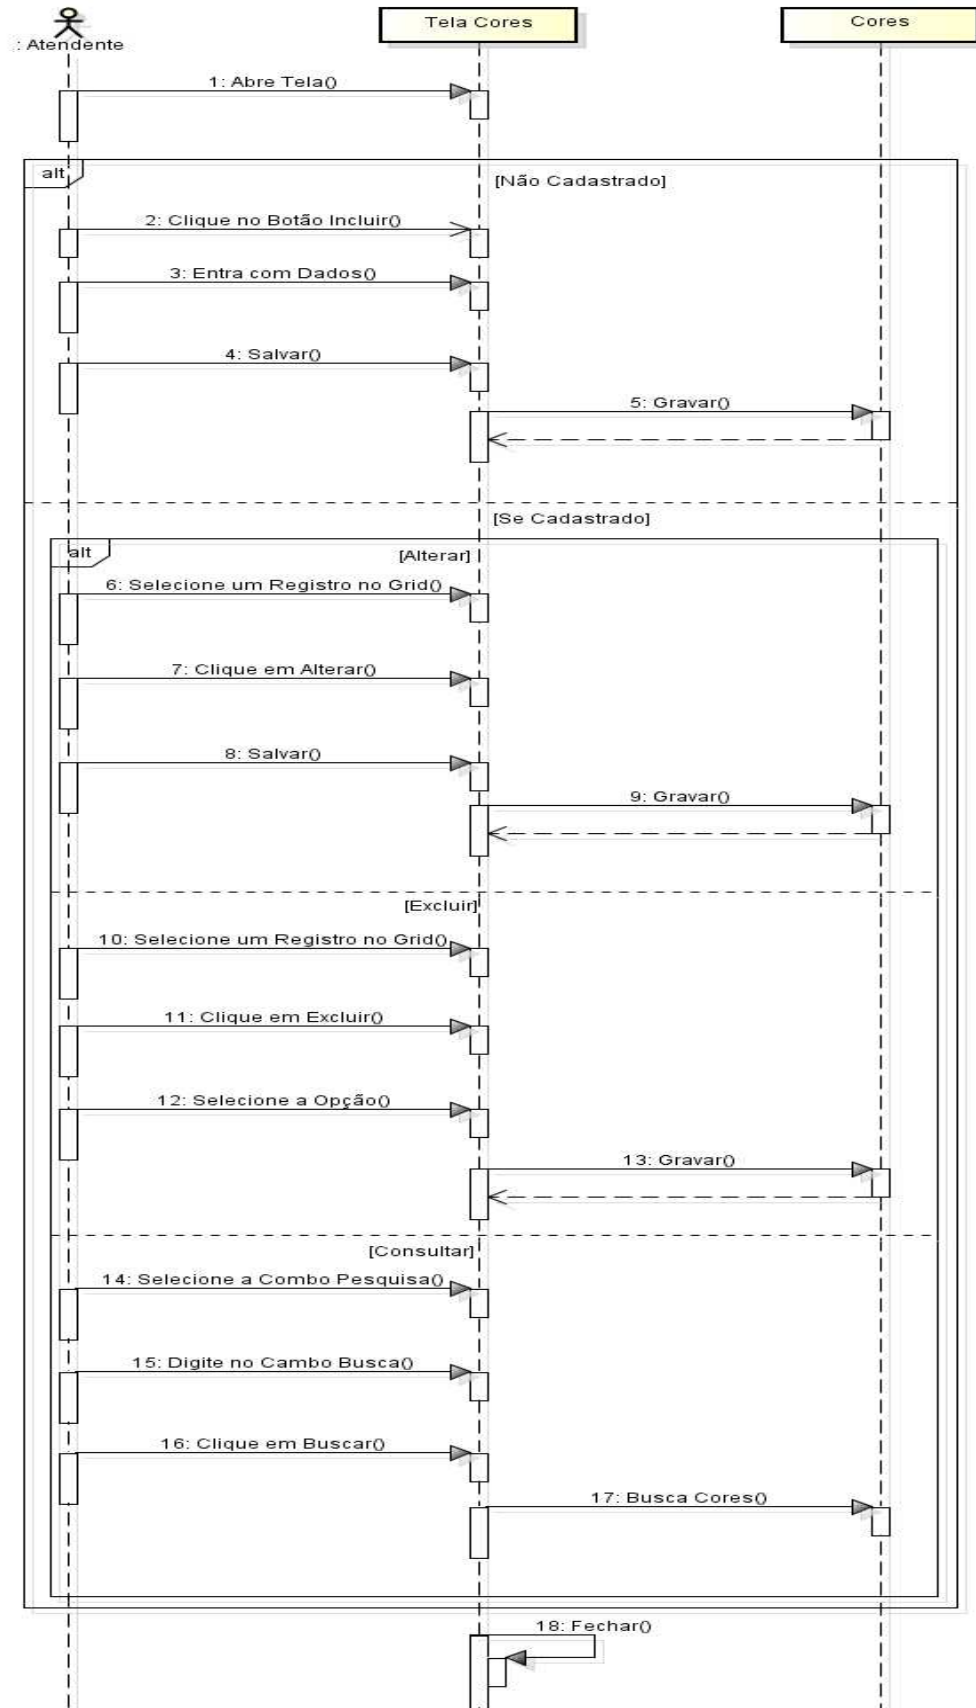 : Atendente
Tela Cores
Cores
1: Abre Tela()
alt
[Não Cadastrado]
2: Clique no Botão Incluir()
3: Entra com Dados()
4: Salvar()
5: Gravar()
[Se Cadastrado]
alt
[Alterar]
6: Selecione um Registro no Grid()
7: Clique em Alterar()
8: Salvar()
9: Gravar()
[Excluir]
10: Selecione um Registro no Grid()
11: Clique em Excluir()
12: Selecione a Opção()
13: Gravar()
[Consultar]
14: Selecione a Combo Pesquisa()
15: Digite no Cambo Busca()
16: Clique em Buscar()
17: Busca Cores()
18: Fechar()